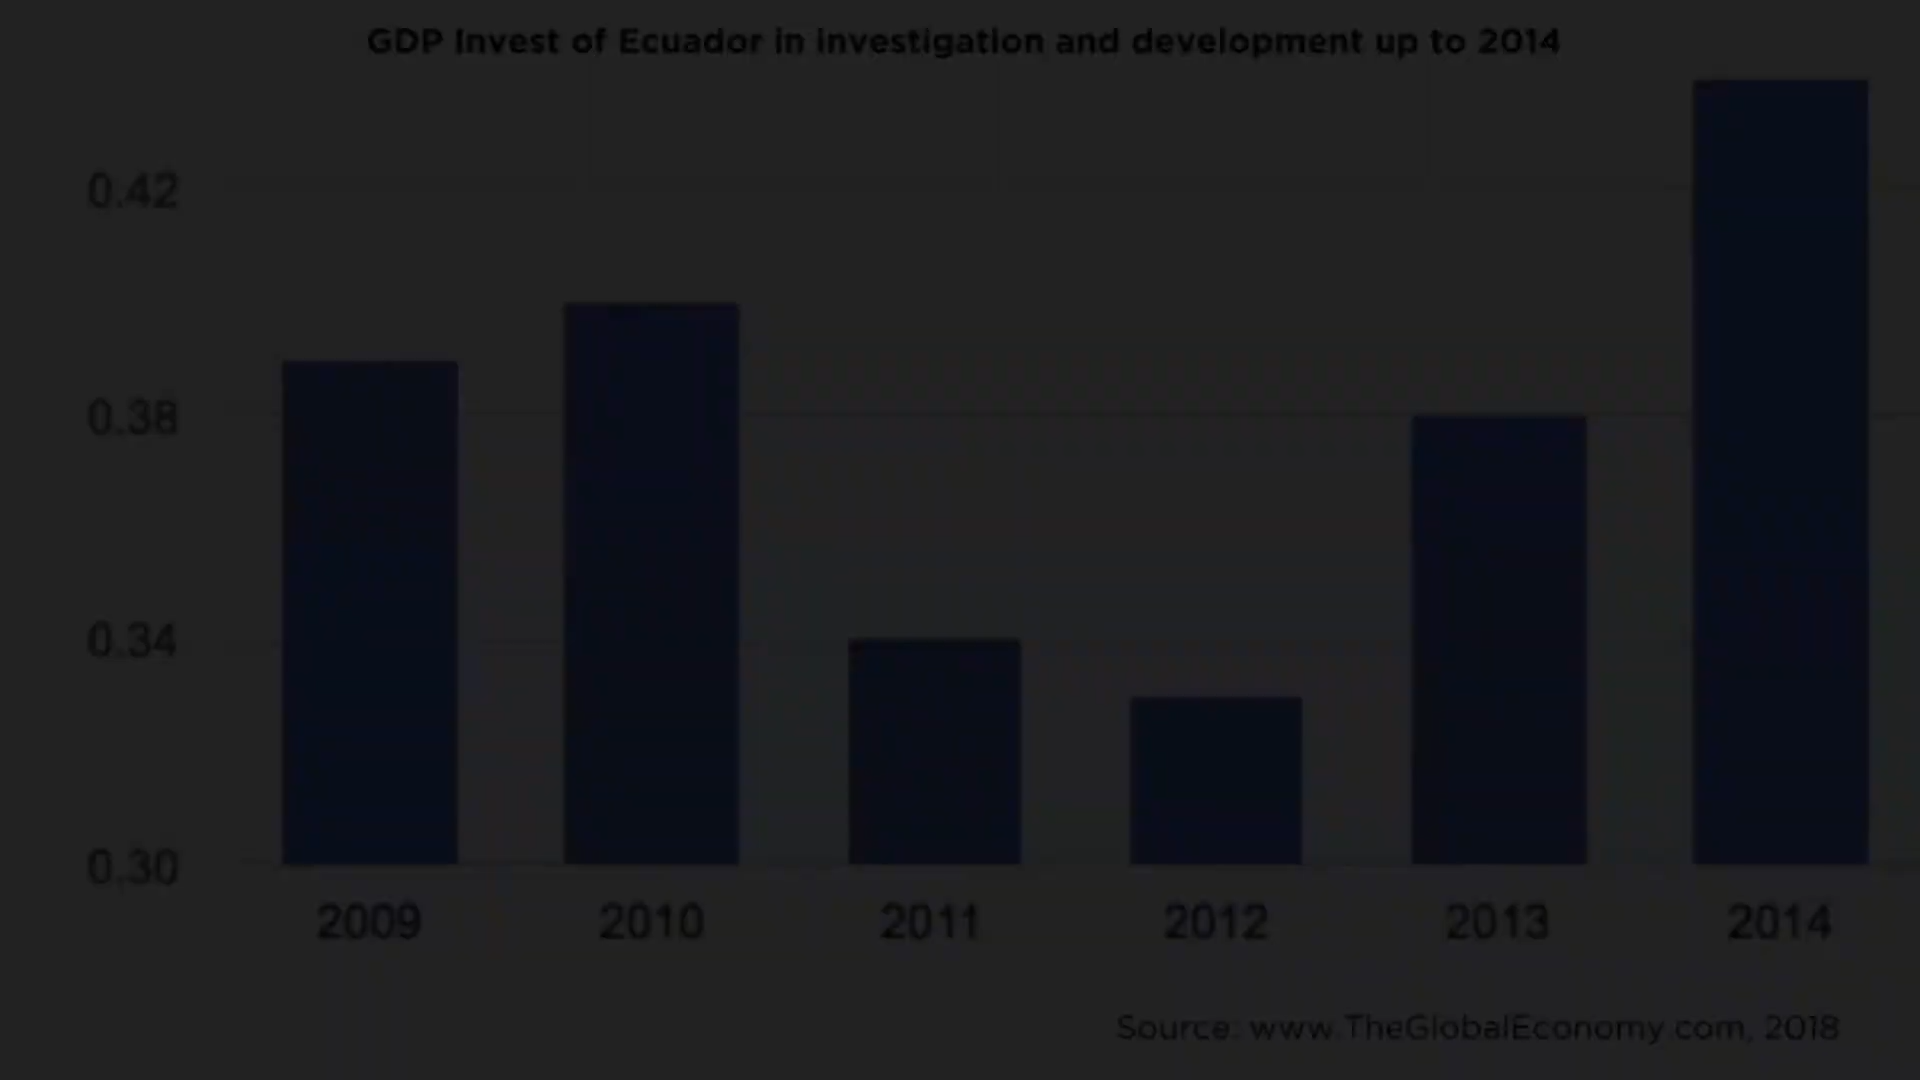 GDP Invest of Ecuador in investigation and development up to 2014
0.42
0.38
0.34
0.30
2009 2010 2011 2012 2013 2014
Source: www.TheGlobalEconomy.com, 2018